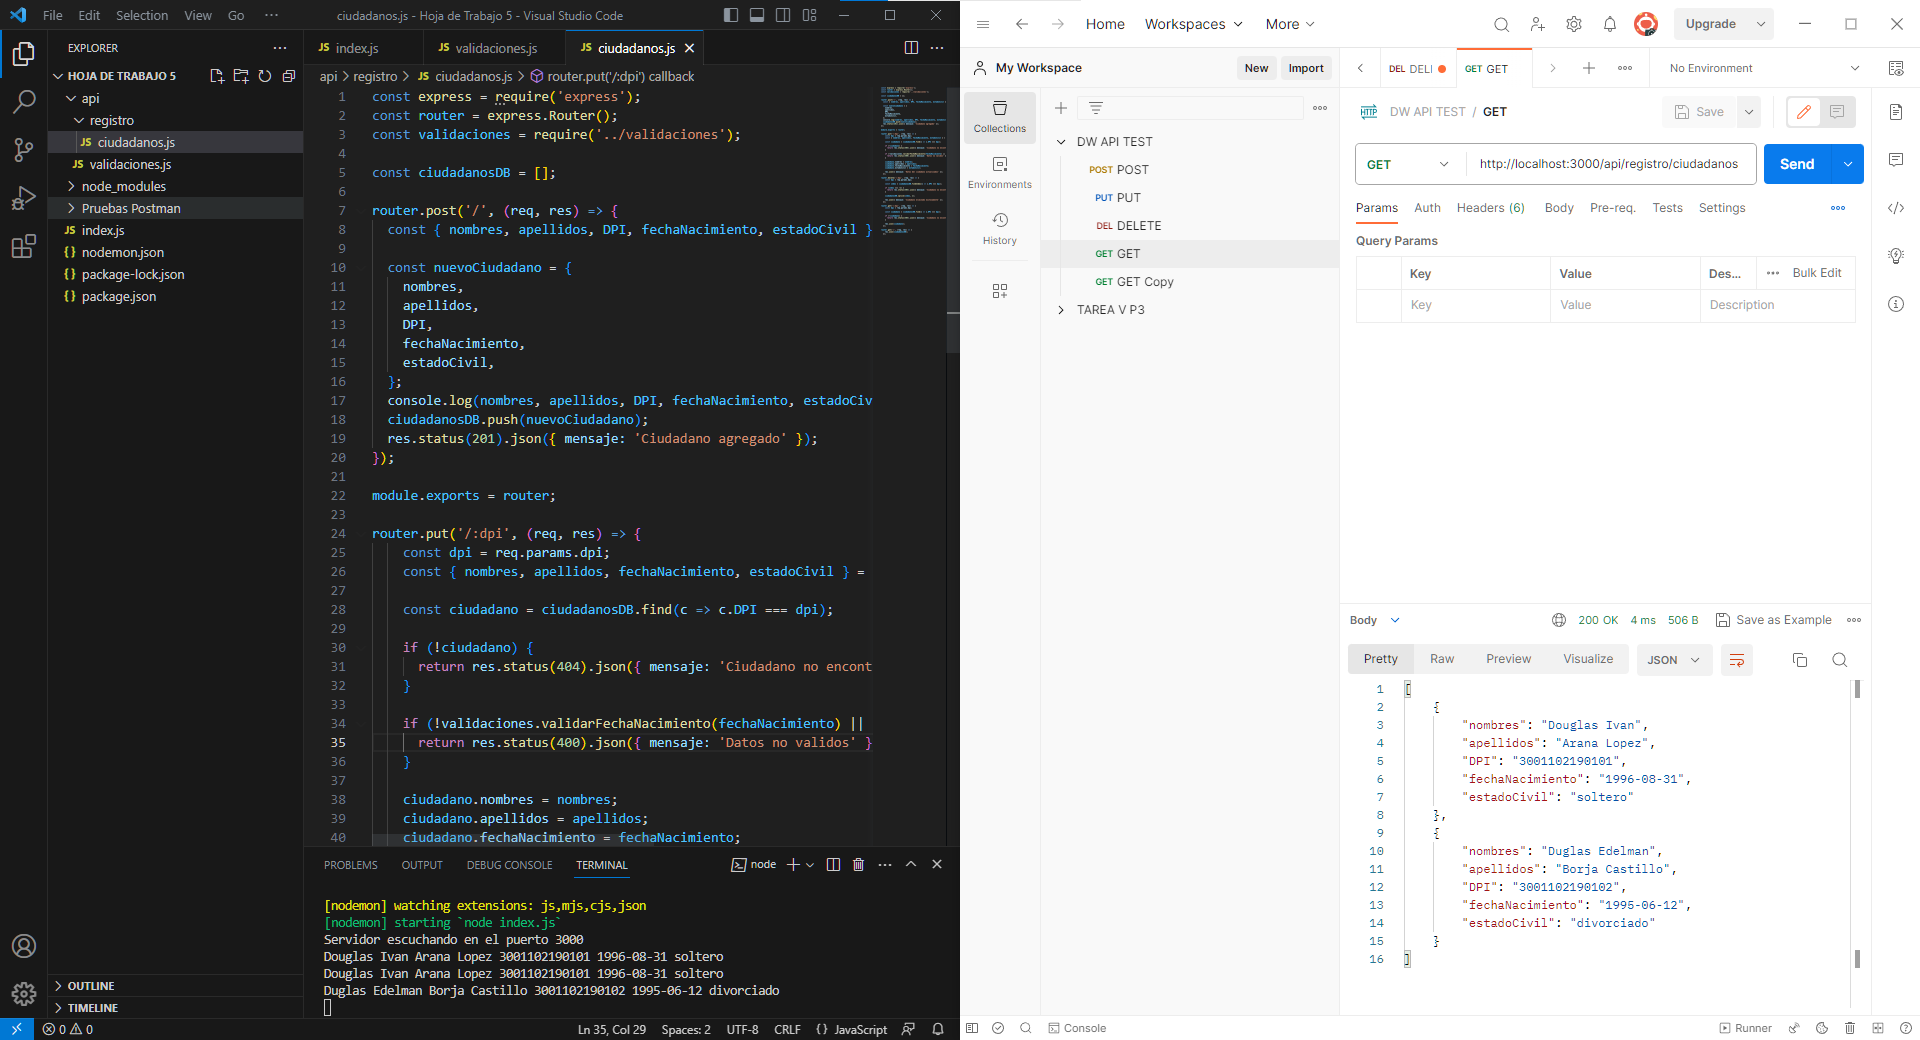 File Edit Selection View Go ··· ciudadanos.js - Hoja de Trabajo 5 - Visual Studio Code
EXPLORER ···
HOJA DE TRABAJO 5
api
registro
JS ciudadanos.js
JS validaciones.js
node_modules
Pruebas Postman
JS index.js
{} nodemon.json
{} package-lock.json
{} package.json
OUTLINE
TIMELINE
JS index.js JS validaciones.js JS ciudadanos.js ×
api > registro > JS ciudadanos.js > router.put('/:dpi') callback
1 const express = require('express');
2 const router = express.Router();
3 const validaciones = require('../validaciones');
4
5 const ciudadanosDB = [];
6
7 router.post('/', (req, res) => {
8 const { nombres, apellidos, DPI, fechaNacimiento, estadoCivil }
9
10 const nuevoCiudadano = {
11 nombres,
12 apellidos,
13 DPI,
14 fechaNacimiento,
15 estadoCivil,
16 };
17 console.log(nombres, apellidos, DPI, fechaNacimiento, estadoCiv
18 ciudadanosDB.push(nuevoCiudadano);
19 res.status(201).json({ mensaje: 'Ciudadano agregado' });
20 });
21
22 module.exports = router;
23
24 router.put('/:dpi', (req, res) => {
25 const dpi = req.params.dpi;
26 const { nombres, apellidos, fechaNacimiento, estadoCivil } =
27
28 const ciudadano = ciudadanosDB.find(c => c.DPI === dpi);
29
30 if (!ciudadano) {
31 return res.status(404).json({ mensaje: 'Ciudadano no encont
32 }
33
34 if (!validaciones.validarFechaNacimiento(fechaNacimiento) ||
35 return res.status(400).json({ mensaje: 'Datos no validos' }
36 }
37
38 ciudadano.nombres = nombres;
39 ciudadano.apellidos = apellidos;
40 ciudadano.fechaNacimiento = fechaNacimiento;
PROBLEMS OUTPUT DEBUG CONSOLE TERMINAL node
[nodemon] watching extensions: js,mjs,cjs,json
[nodemon] starting `node index.js`
Servidor escuchando en el puerto 3000
Douglas Ivan Arana Lopez 3001102190101 1996-08-31 soltero
Douglas Ivan Arana Lopez 3001102190101 1996-08-31 soltero
Duglas Edelman Borja Castillo 3001102190102 1995-06-12 divorciado
0 0 Ln 35, Col 29 Spaces: 2 UTF-8 CRLF {} JavaScript
Home Workspaces More Upgrade
My Workspace New Import
Collections
Environments
History
DW API TEST
POST POST
PUT PUT
DEL DELETE
GET GET
GET GET Copy
TAREA V P3
DEL DELI GET GET No Environment
HTTP DW API TEST / GET Save
GET http://localhost:3000/api/registro/ciudadanos Send
Params Auth Headers (6) Body Pre-req. Tests Settings
Query Params
Key Value Des... Bulk Edit
Key Value Description
Body 200 OK 4 ms 506 B Save as Example
Pretty Raw Preview Visualize JSON
1 [
2 {
3 "nombres": "Douglas Ivan",
4 "apellidos": "Arana Lopez",
5 "DPI": "3001102190101",
6 "fechaNacimiento": "1996-08-31",
7 "estadoCivil": "soltero"
8 },
9 {
10 "nombres": "Duglas Edelman",
11 "apellidos": "Borja Castillo",
12 "DPI": "3001102190102",
13 "fechaNacimiento": "1995-06-12",
14 "estadoCivil": "divorciado"
15 }
16 ]
Console Runner